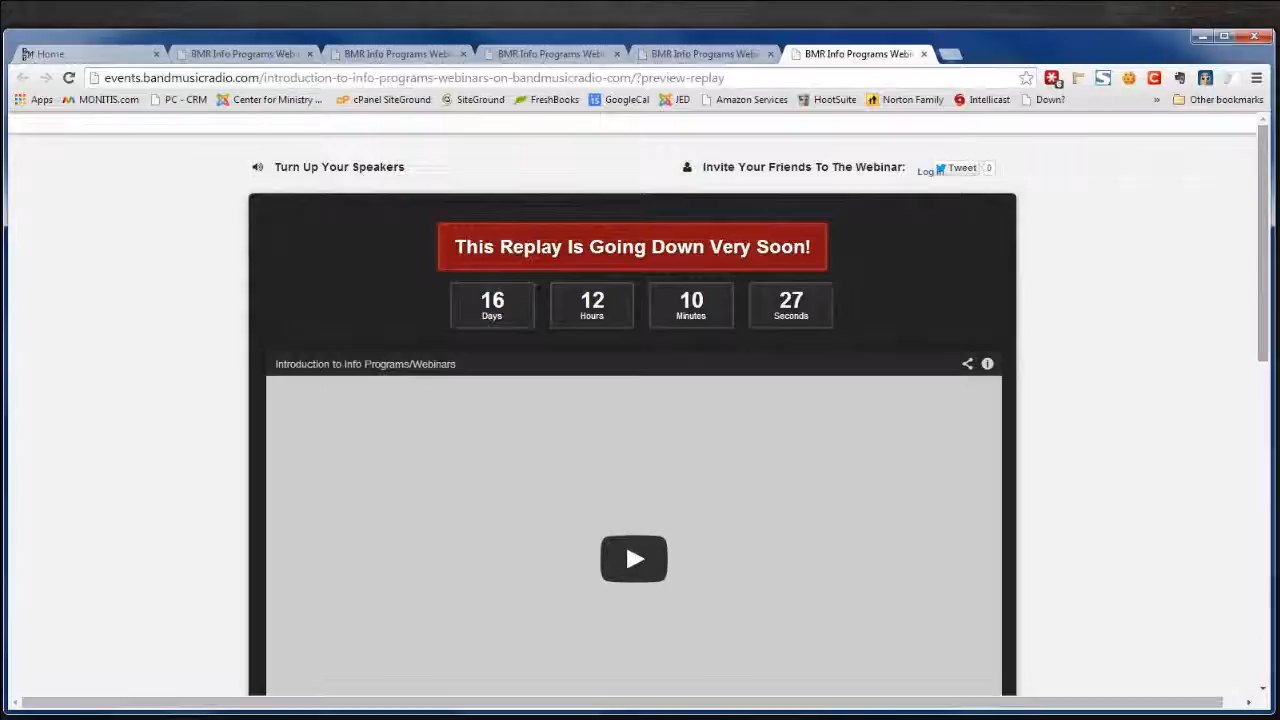 Home
BMR Info Programs Web
BMR Info Programs Web
BMR Info Programs Web
BMR Info Programs Web
BMR Info Programs Web
events.bandmusicradio.com/introduction-to-info-programs-webinars-on-bandmusicradio-com/?preview-replay
Apps MONITIS.com PC - CRM Center for Ministry ... cPanel SiteGround SiteGround FreshBooks 15 GoogleCal JED Amazon Services HootSuite Norton Family Intellicast Down? » Other bookmarks
Turn Up Your Speakers
Invite Your Friends To The Webinar:
Log in
Tweet 0
This Replay Is Going Down Very Soon!
16 12 10 27
Days Hours Minutes Seconds
Introduction to Info Programs/Webinars